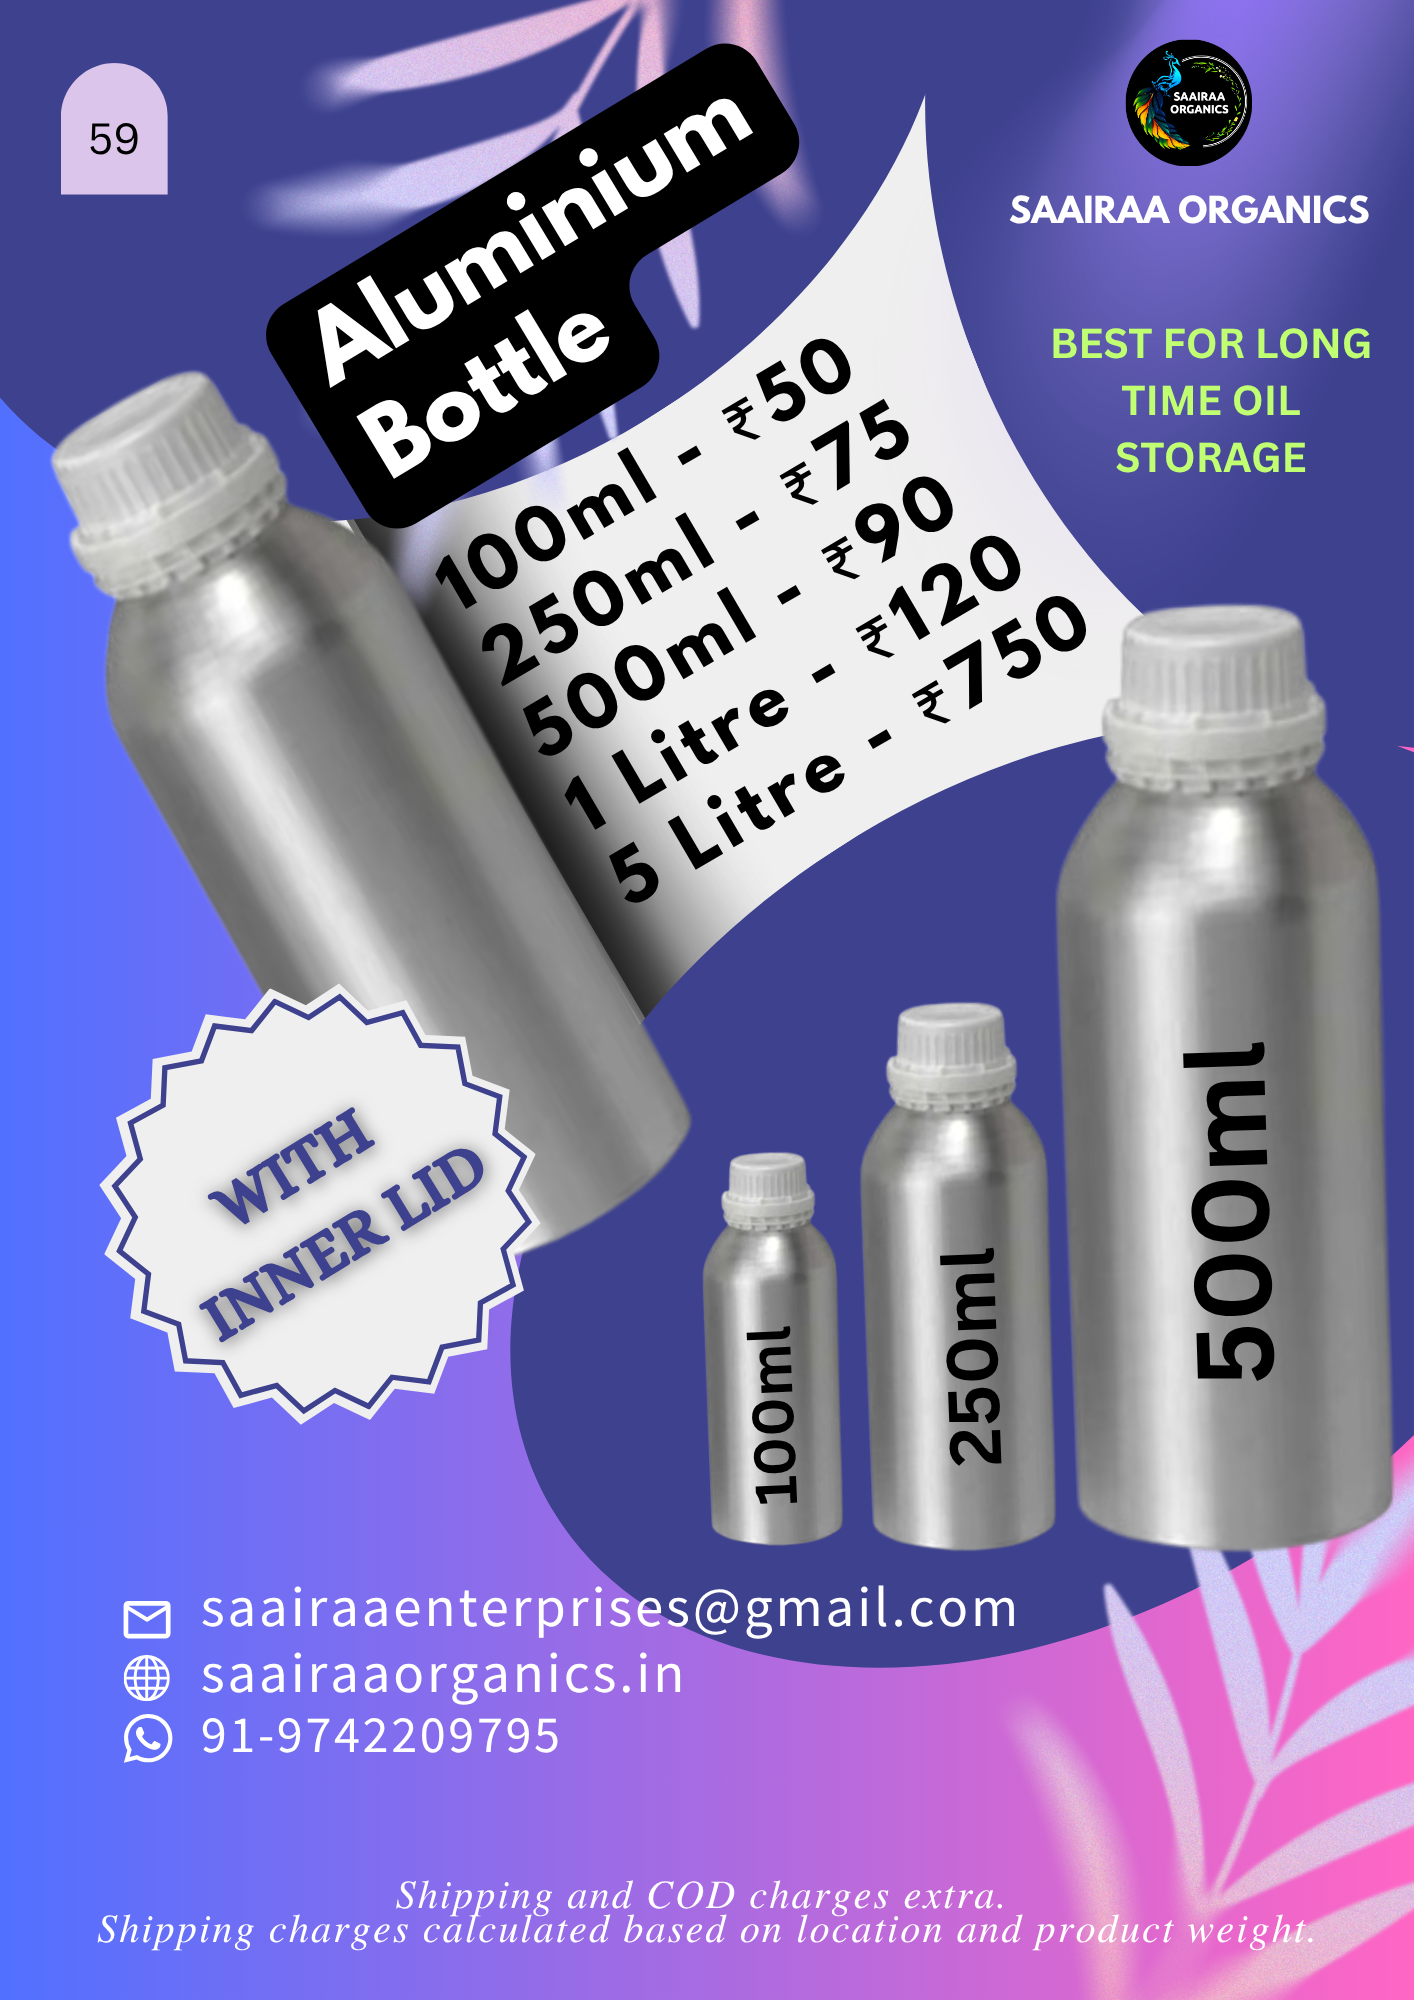 59
SAAIRAA
ORGANICS
SAAIRAA ORGANICS
Aluminium
Bottle
BEST FOR LONG
TIME OIL
STORAGE
100ml - ₹50
250ml - ₹75
500ml - ₹90
1 Litre - ₹120
5 Litre - ₹750
WITH
INNER LID
100ml
250ml
500ml
saairaaenterprises@gmail.com
saairaaorganics.in
91-9742209795
Shipping and COD charges extra.
Shipping charges calculated based on location and product weight.